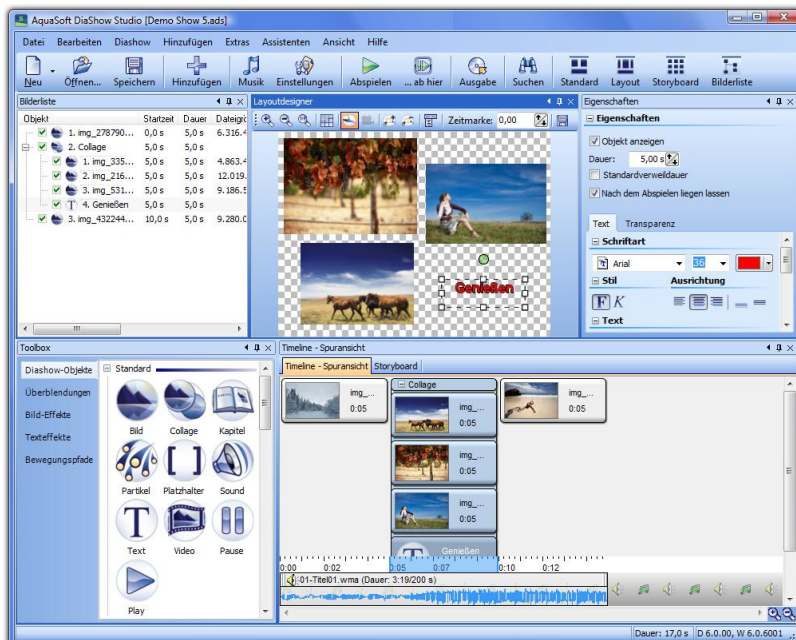 AquaSoft DiaShow Studio [Demo Show 5.ads]
Datei Bearbeiten Diashow Hinzufügen Extras Assistenten Ansicht Hilfe
Neu Öffnen... Speichern Hinzufügen Musik Einstellungen Abspielen ... ab hier Ausgabe Suchen Standard Layout Storyboard Bilderliste
Bilderliste
Objekt Startzeit Dauer Dateigrö
1. img_278790... 0,0 s 5,0 s 6.316.4
2. Collage 5,0 s 5,0 s
1. img_335... 5,0 s 5,0 s 4.863.4
2. img_216... 5,0 s 5,0 s 12.019.
3. img_531... 5,0 s 5,0 s 9.186.5
T 4. Genießen 5,0 s 5,0 s
3. img_432244... 10,0 s 5,0 s 9.280.0
Layoutdesigner
Zeitmarke: 0,00
Genießen
Eigenschaften
Eigenschaften
Objekt anzeigen
Dauer: 5,00 s
Standardverweildauer
Nach dem Abspielen liegen lassen
Text Transparenz
Schriftart
Arial 36
Stil Ausrichtung
F K
Text
Toolbox
Diashow-Objekte
Überblendungen
Bild-Effekte
Texteffekte
Bewegungspfade
Standard
Bild Collage Kapitel
Partikel Platzhalter Sound
T
Text Video Pause
Play
Timeline - Spuransicht
Timeline - Spuransicht Storyboard
img_...
0:05
Collage
img_...
0:05
img_...
0:05
img_...
0:05
T Genießen
img_...
0:05
0:00 0:02 0:05 0:07 0:10 0:12
01-Titel01.wma (Dauer: 3:19/200 s)
Dauer: 17,0 s D 6.0.00, W 6.0.6001